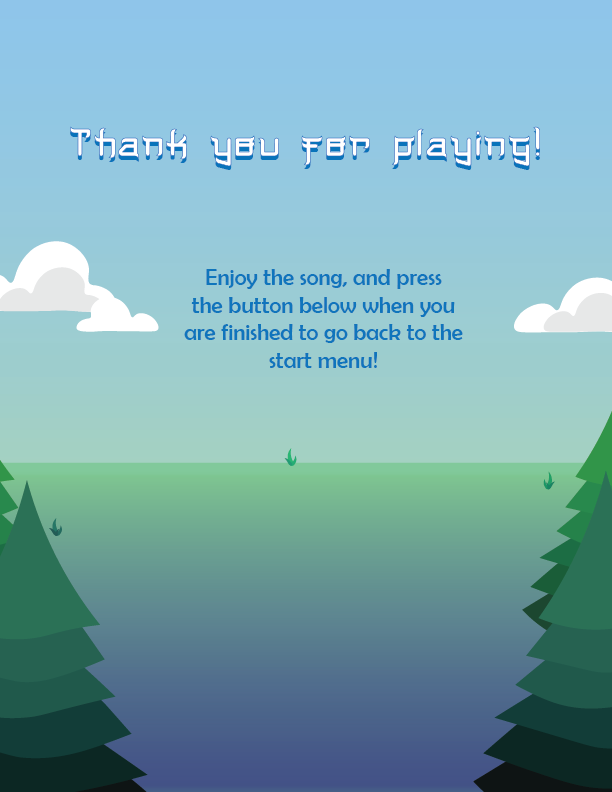 Thank you for playing!
Enjoy the song, and press
the button below when you
are finished to go back to the
start menu!